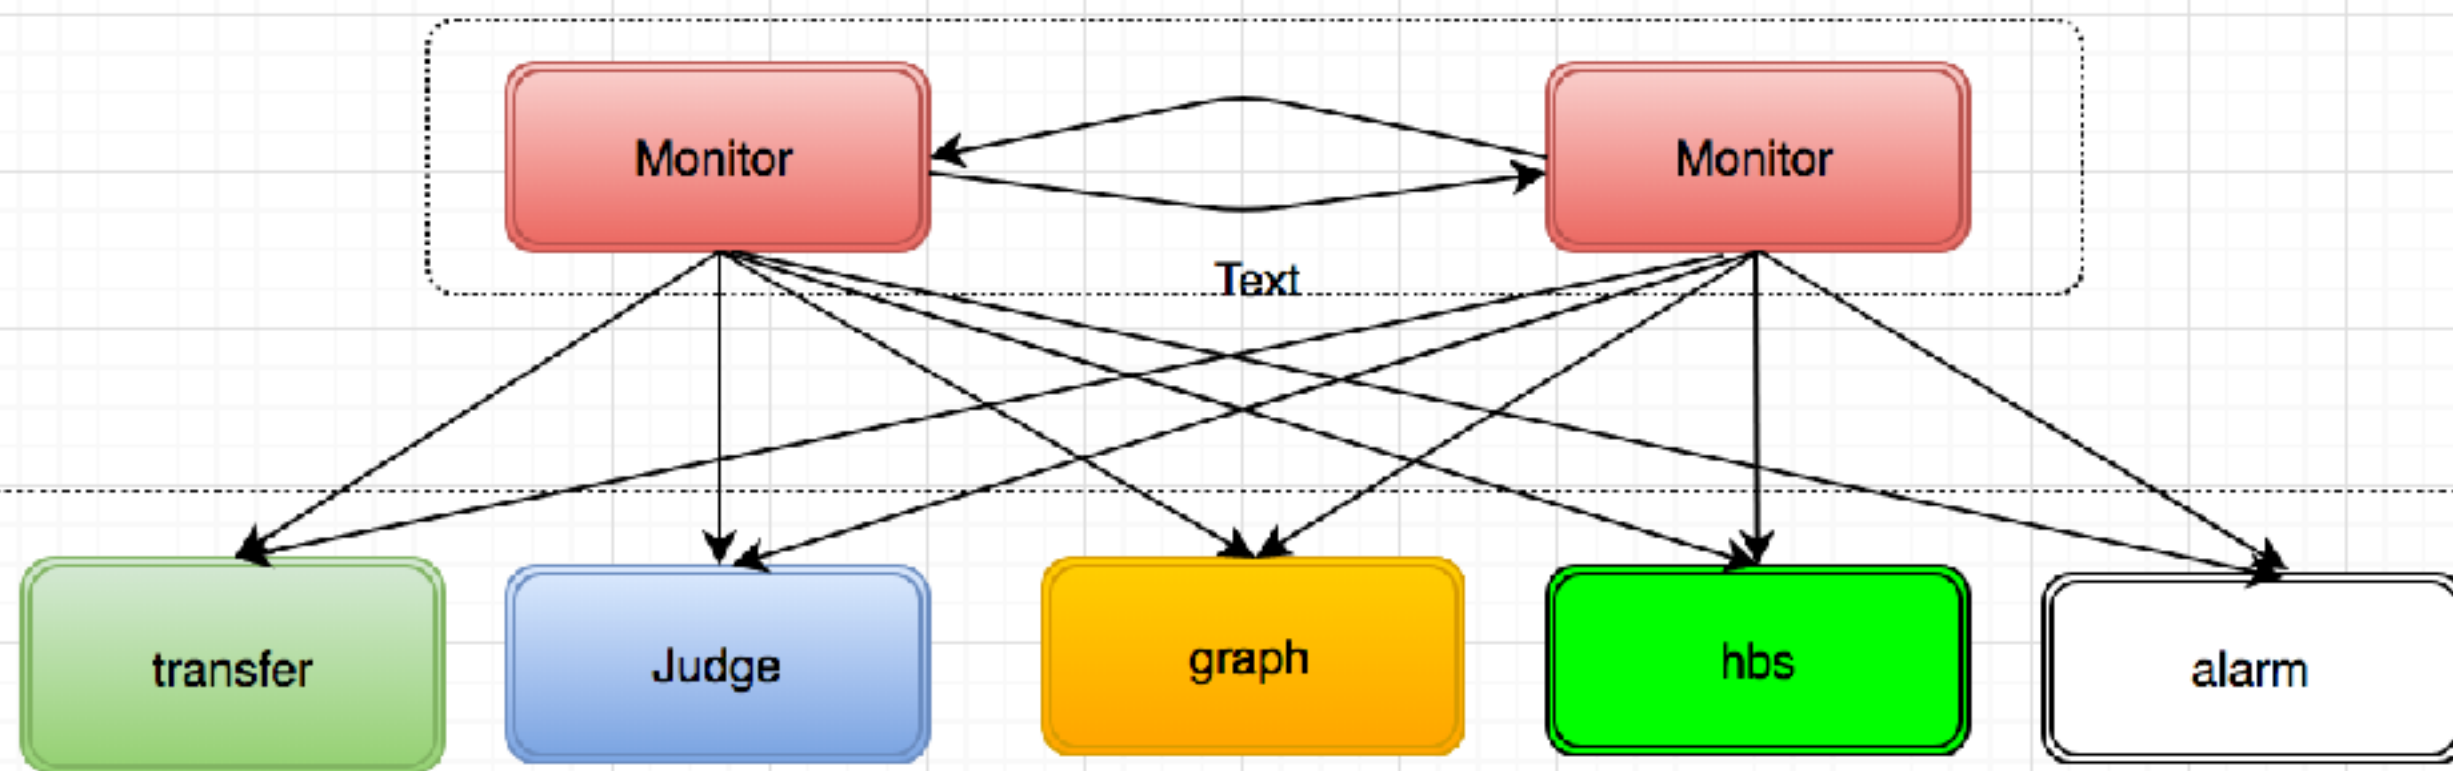 Monitor
Monitor
Text
transfer
Judge
graph
hbs
alarm